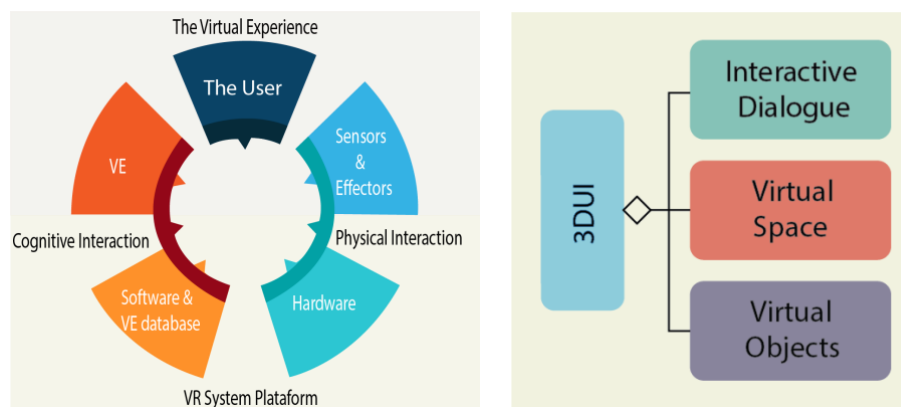 The Virtual Experience
The User
VE
Sensors
&
Effectors
Cognitive Interaction
Physical Interaction
Software &
VE database
Hardware
VR System Plataform
3DUI
Interactive
Dialogue
Virtual
Space
Virtual
Objects